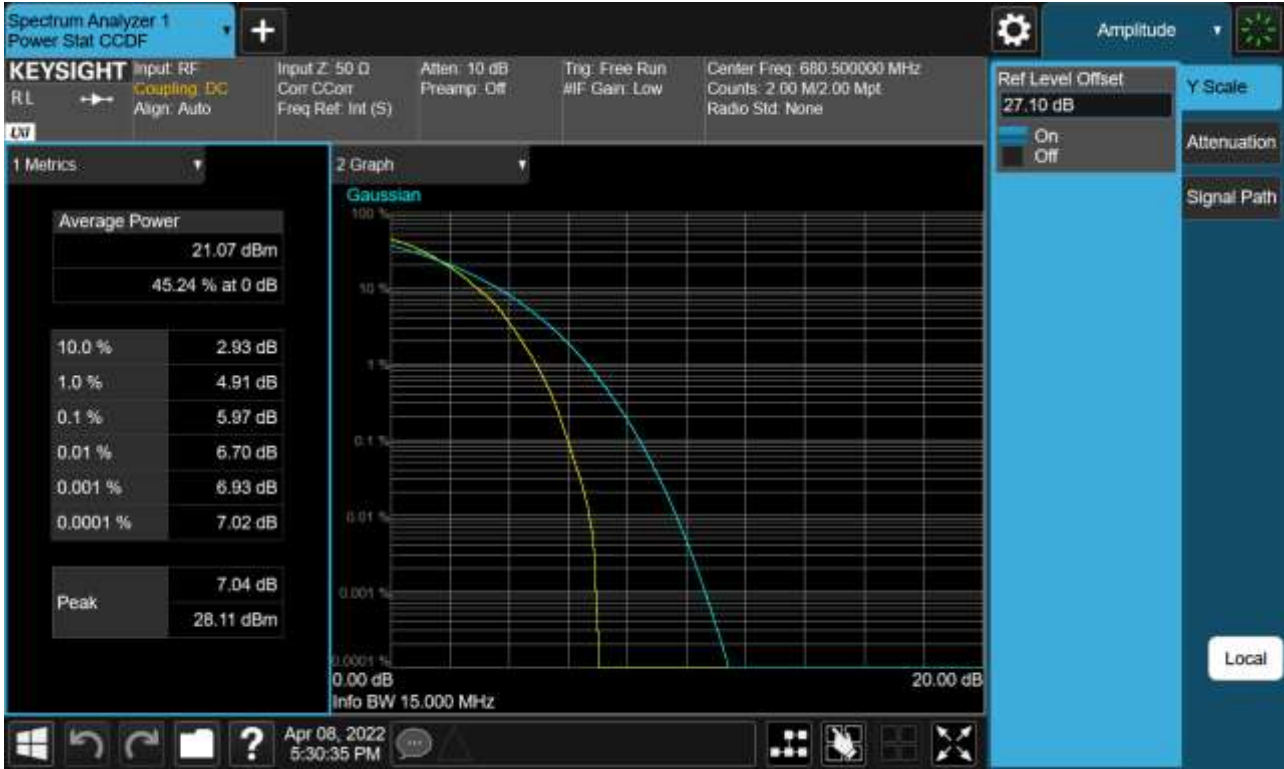 Spectrum Analyzer 1
Power Stat CCDF
+
Amplitude
KEYSIGHT
RL
LXI
Input: RF
Coupling: DC
Align: Auto
Input Z: 50 Ω
Corr CCorr
Freq Ref: Int (S)
Atten: 10 dB
Preamp: Off
Trig: Free Run
#IF Gain: Low
Center Freq: 680.500000 MHz
Counts: 2.00 M/2.00 Mpt
Radio Std: None
Ref Level Offset
27.10 dB
On
Off
Y Scale
Attenuation
Signal Path
1 Metrics
Average Power
21.07 dBm
45.24 % at 0 dB
10.0 % 2.93 dB
1.0 % 4.91 dB
0.1 % 5.97 dB
0.01 % 6.70 dB
0.001 % 6.93 dB
0.0001 % 7.02 dB
Peak
7.04 dB
28.11 dBm
2 Graph
Gaussian
100 %
10 %
1 %
0.1 %
0.01 %
0.001 %
0.0001 %
0.00 dB 20.00 dB
Info BW 15.000 MHz
Local
?
Apr 08, 2022
5:30:35 PM